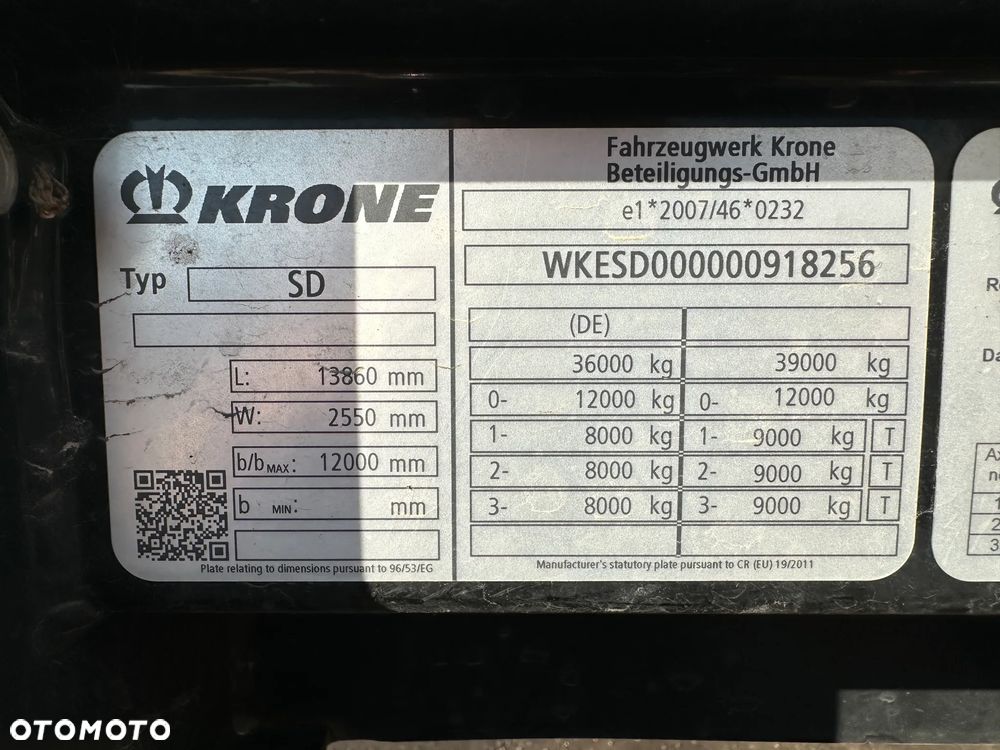 KRONE
Typ SD
L: 13860 mm
W: 2550 mm
b/b MAX: 12000 mm
b MIN: mm
Plate relating to dimensions pursuant to 96/53/EG
Fahrzeugwerk Krone
Beteiligungs-GmbH
e1*2007/46*0232
WKESD000000918256
(DE)
36000 kg 39000 kg
0- 12000 kg 0- 12000 kg
1- 8000 kg 1- 9000 kg T
2- 8000 kg 2- 9000 kg T
3- 8000 kg 3- 9000 kg T
Manufacturer's statutory plate pursuant to CR (EU) 19/2011
OTOMOTO